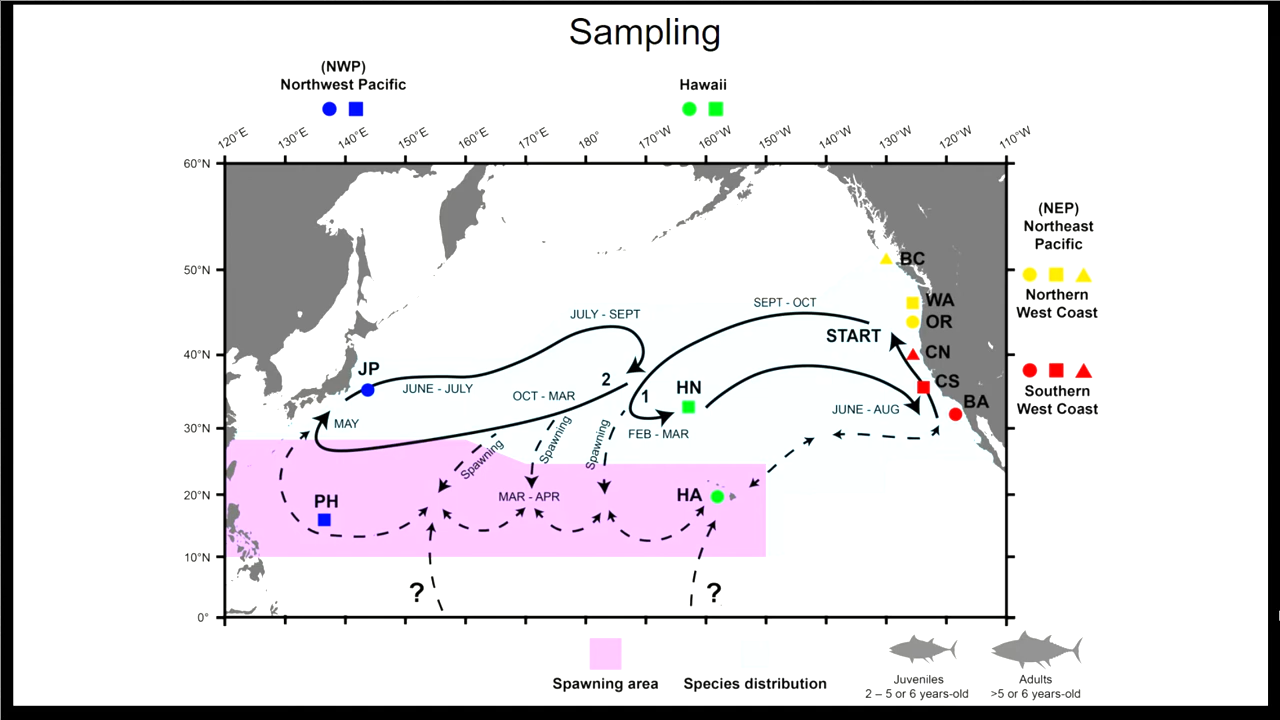 Sampling
(NWP)
Northwest Pacific
Hawaii
120°E
130°E
140°E
150°E
160°E
170°E
180°
170°W
160°W
150°W
140°W
130°W
120°W
110°W
60°N
50°N
40°N
30°N
20°N
10°N
0°
(NEP)
Northeast
Pacific
Northern
West Coast
Southern
West Coast
BC
WA
OR
CN
CS
BA
START
SEPT - OCT
JULY - SEPT
JP
JUNE - JULY
2
OCT - MAR
1
HN
JUNE - AUG
MAY
FEB - MAR
Spawning
Spawning
Spawning
MAR - APR
HA
PH
?
?
Spawning area
Species distribution
Juveniles
2 – 5 or 6 years-old
Adults
>5 or 6 years-old